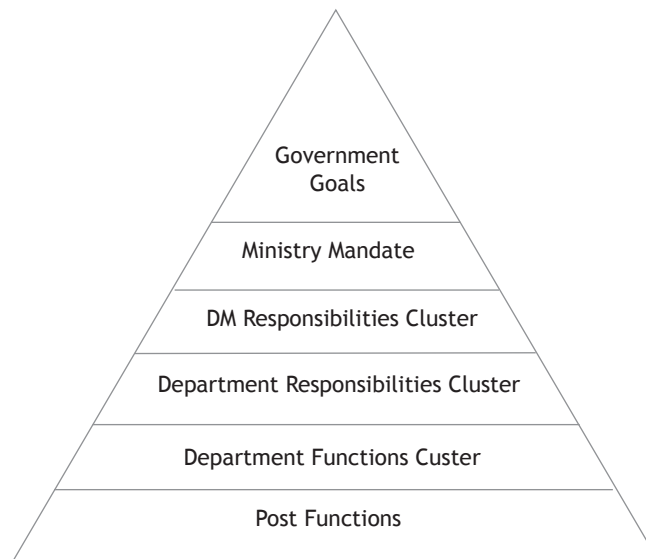 Government
Goals
Ministry Mandate
DM Responsibilities Cluster
Department Responsibilities Cluster
Department Functions Custer
Post Functions